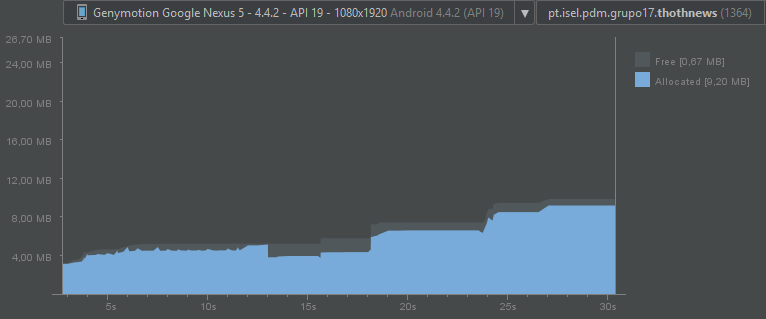 Genymotion Google Nexus 5 - 4.4.2 - API 19 - 1080x1920 Android 4.4.2 (API 19)
pt.isel.pdm.grupo17.thothnews (1364)
26,70 MB
24,00 MB
20,00 MB
16,00 MB
12,00 MB
8,00 MB
4,00 MB
Free [0,67 MB]
Allocated [9,20 MB]
5s
10s
15s
20s
25s
30s